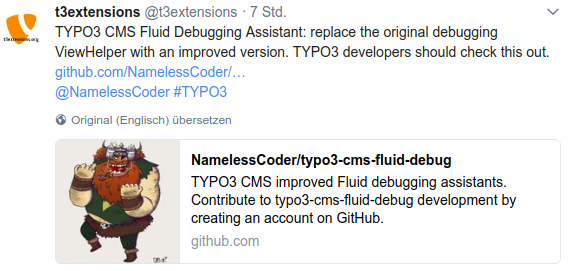 t3extensions @t3extensions · 7 Std.
TYPO3 CMS Fluid Debugging Assistant: replace the original debugging
ViewHelper with an improved version. TYPO3 developers should check this out.
github.com/NamelessCoder/…
@NamelessCoder #TYPO3
Original (Englisch) übersetzen
NamelessCoder/typo3-cms-fluid-debug
TYPO3 CMS improved Fluid debugging assistants.
Contribute to typo3-cms-fluid-debug development by
creating an account on GitHub.
github.com